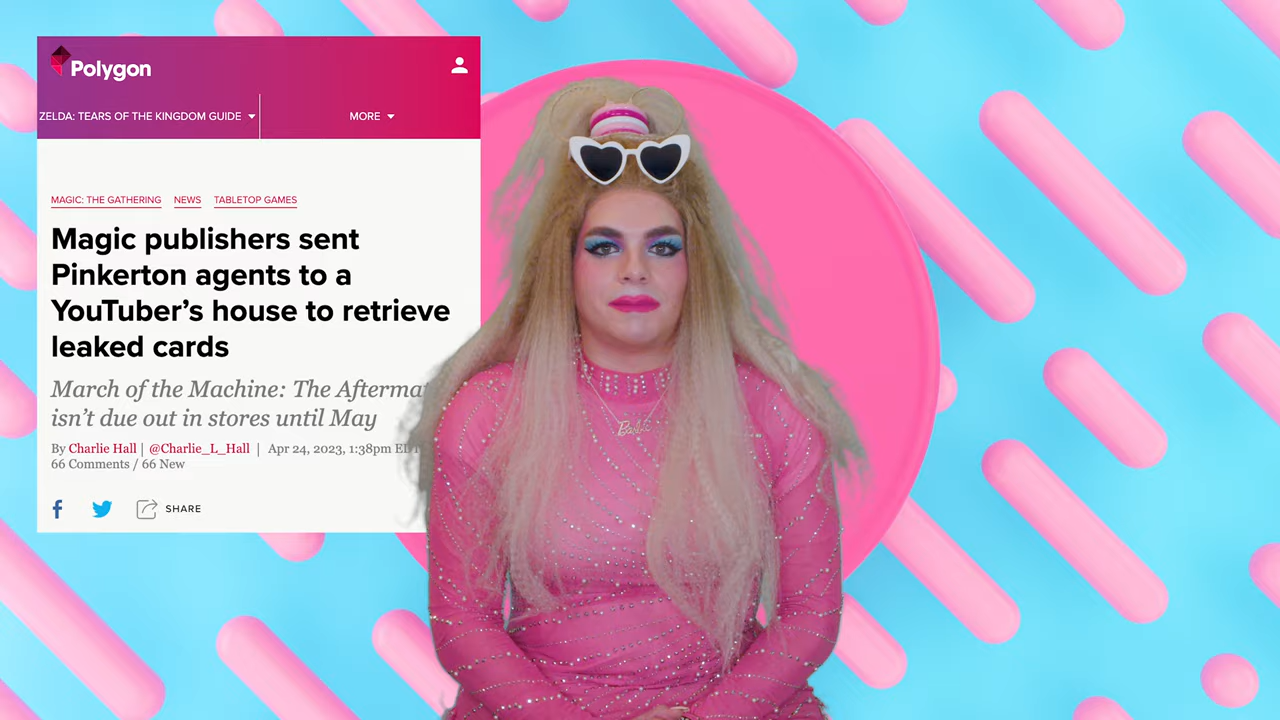 Polygon
ZELDA: TEARS OF THE KINGDOM GUIDE
MORE
MAGIC: THE GATHERING NEWS TABLETOP GAMES
Magic publishers sent
Pinkerton agents to a
YouTuber's house to retrieve
leaked cards
March of the Machine: The Aftermat
isn't due out in stores until May
By Charlie Hall | @Charlie_L_Hall | Apr 24, 2023, 1:38pm EDT
66 Comments / 66 New
SHARE
Barbie